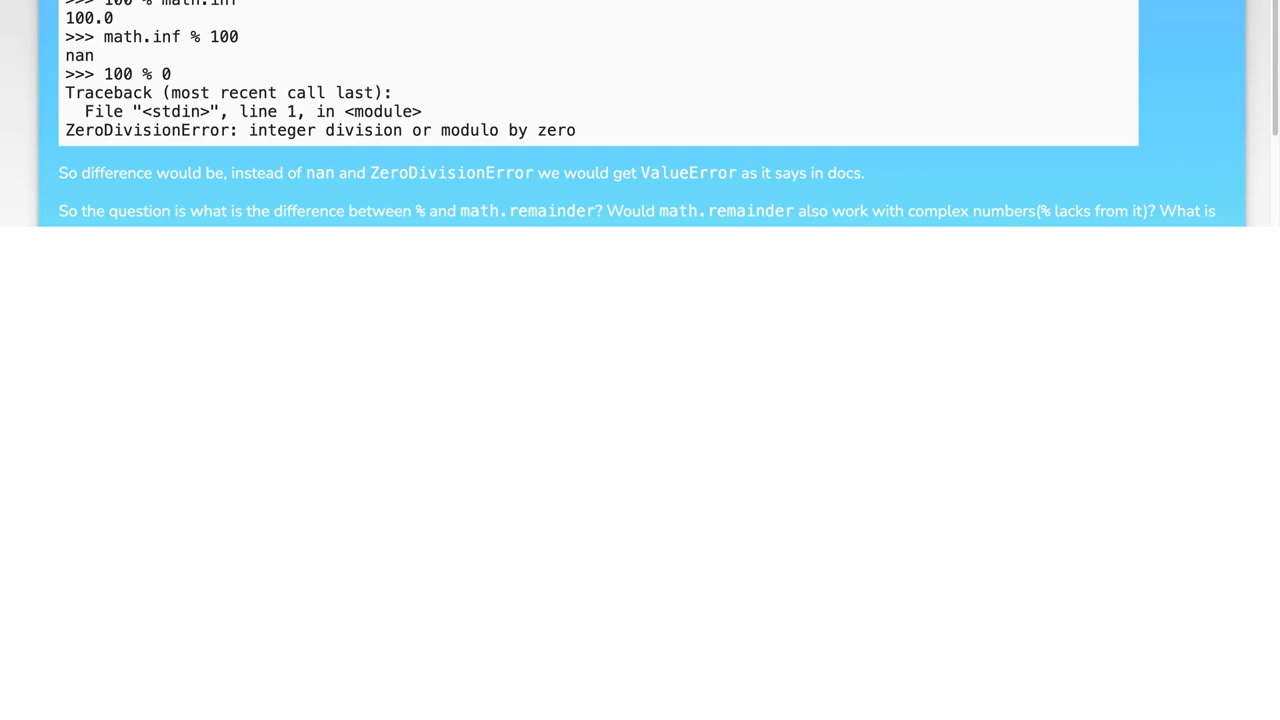 >>> 100 % math.inf
100.0
>>> math.inf % 100
nan
>>> 100 % 0
Traceback (most recent call last):
  File "<stdin>", line 1, in <module>
ZeroDivisionError: integer division or modulo by zero
So difference would be, instead of nan and ZeroDivisionError we would get ValueError as it says in docs.
So the question is what is the difference between % and math.remainder? Would math.remainder also work with complex numbers(% lacks from it)? What is